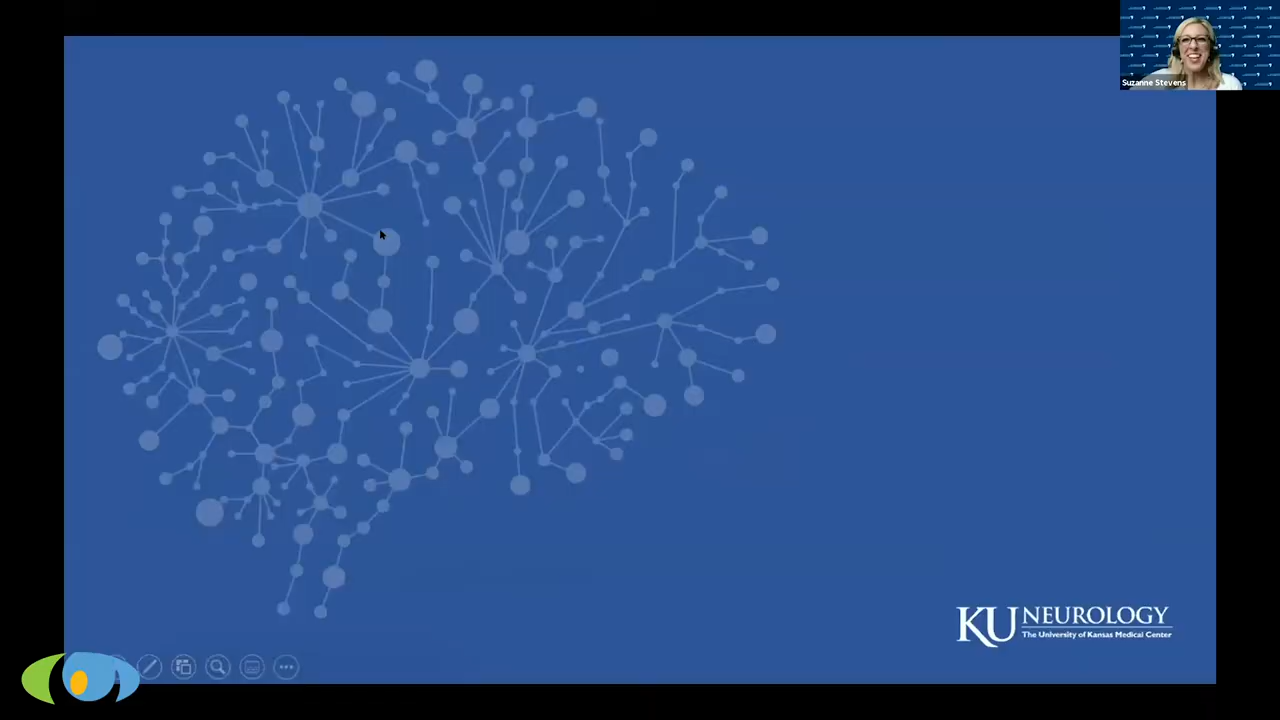 Suzanne Stevens
KU NEUROLOGY
The University of Kansas Medical Center